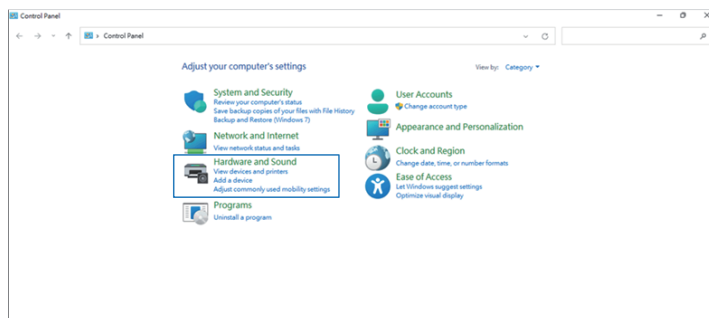 Control Panel
Control Panel
Adjust your computer's settings
View by: Category
System and Security
Review your computer's status
Save backup copies of your files with File History
Backup and Restore (Windows 7)
Network and Internet
View network status and tasks
Hardware and Sound
View devices and printers
Add a device
Adjust commonly used mobility settings
Programs
Uninstall a program
User Accounts
Change account type
Appearance and Personalization
Clock and Region
Change date, time, or number formats
Ease of Access
Let Windows suggest settings
Optimize visual display